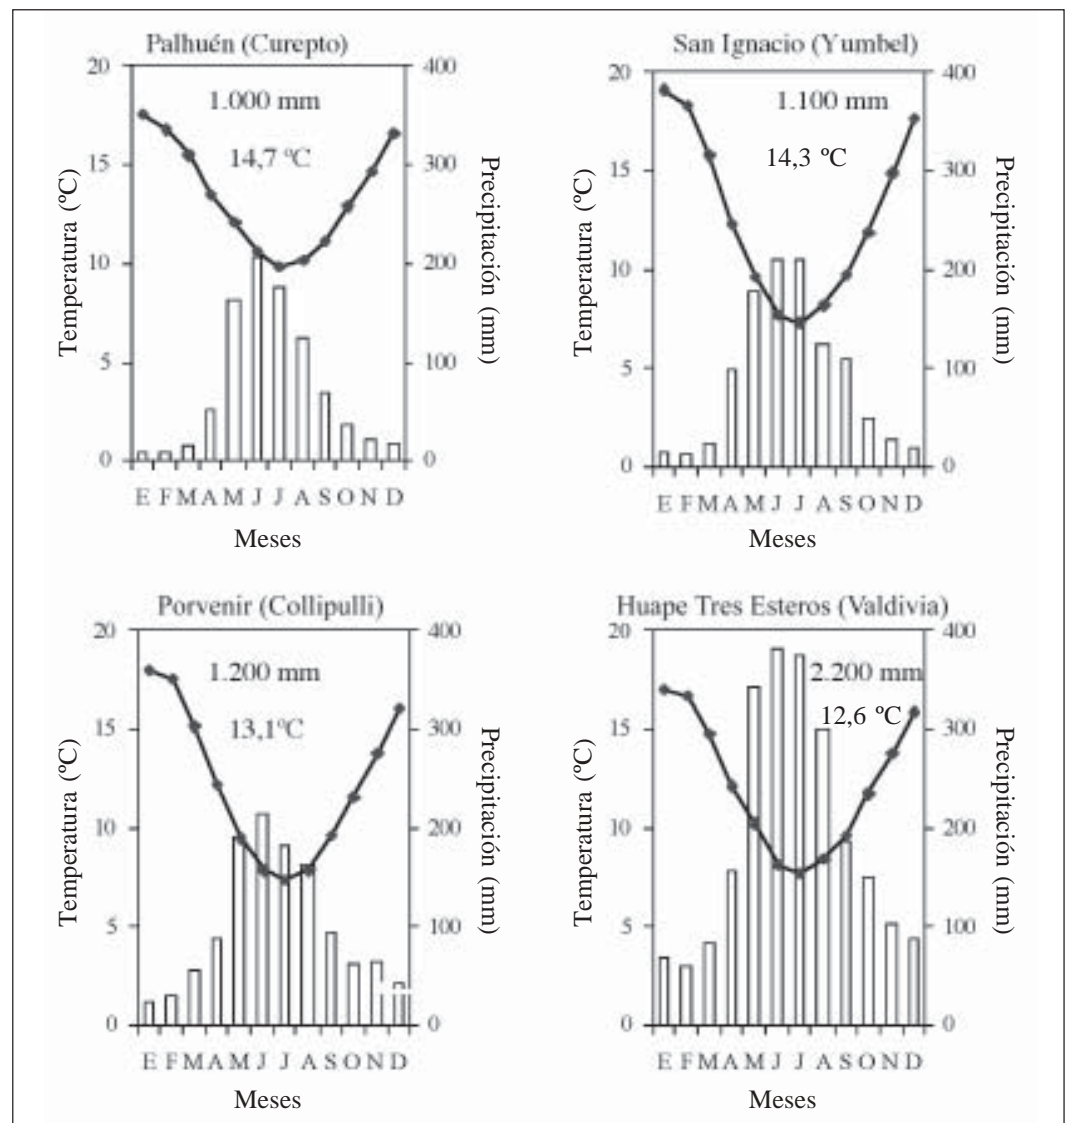 Palhuén (Curepto)
20
15
10
5
0
400
300
200
100
0
1.000 mm
14,7 ºC
Temperatura (ºC)
Precipitación (mm)
E F M A M J J A S O N D
Meses
San Ignacio (Yumbel)
20
15
10
5
0
400
300
200
100
0
1.100 mm
14,3 ºC
Temperatura (ºC)
Precipitación (mm)
E F M A M J J A S O N D
Meses
Porvenir (Collipulli)
20
15
10
5
0
400
300
200
100
0
1.200 mm
13,1ºC
Temperatura (ºC)
Precipitación (mm)
E F M A M J J A S O N D
Meses
Huape Tres Esteros (Valdivia)
20
15
10
5
0
400
300
200
100
0
2.200 mm
12,6 ºC
Temperatura (ºC)
Precipitación (mm)
E F M A M J J A S O N D
Meses